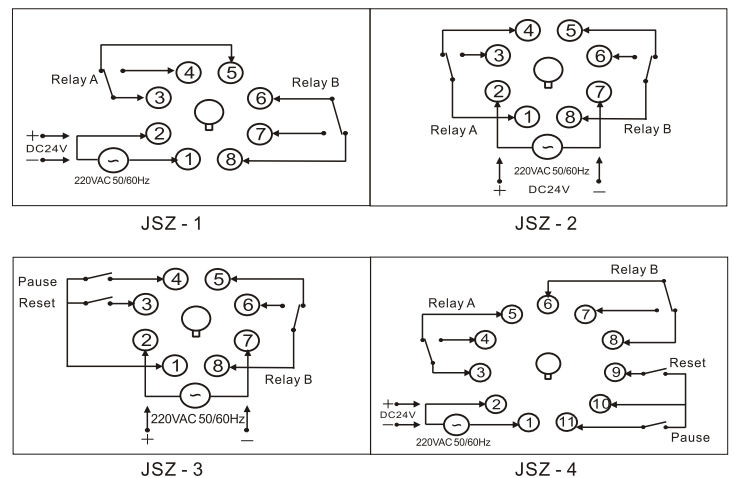 4 5
Relay A
Relay B
3 6
+ 2 7
DC24V
− ~ 1 8
220VAC 50/60Hz
JSZ - 1
4 5
3 6
2 7
1 8
Relay A
Relay B
~
220VAC 50/60Hz
+ DC24V −
JSZ - 2
Pause 4 5
Reset 3 6
2 7
1 8
Relay B
~
220VAC 50/60Hz
+ −
JSZ - 3
Relay B
Relay A
6
5 7
4 8
3 9 Reset
+ 2 10
DC24V
− ~ 1 11
Pause
220VAC 50/60Hz
JSZ - 4